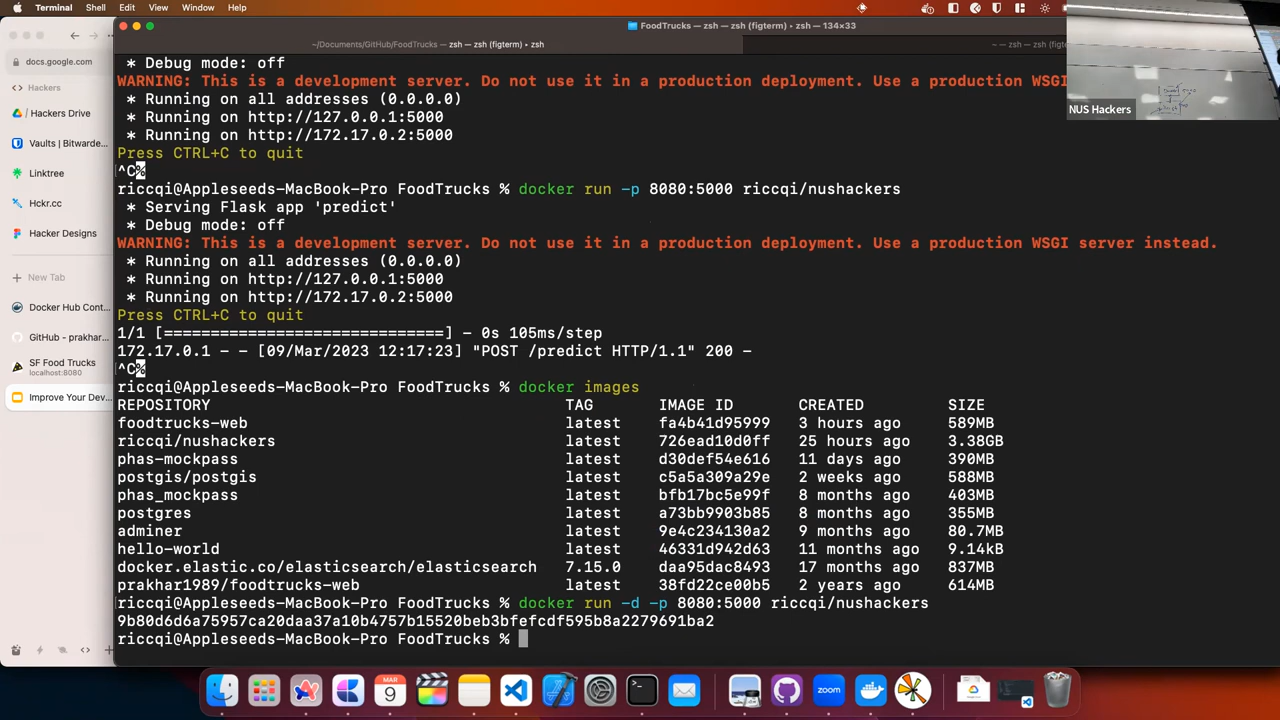 Terminal Shell Edit View Window Help
docs.google.com
Hackers
Hackers Drive
Vaults | Bitwarde...
Linktree
Hckr.cc
Hacker Designs
New Tab
Docker Hub Cont...
GitHub - prakhar...
SF Food Trucks
localhost:8080
Improve Your Dev...
FoodTrucks — zsh — zsh (figterm) — 134×33
~/Documents/GitHub/FoodTrucks — zsh — zsh (figterm) ▸ zsh
~ — zsh — zsh (figterm) ▸ zsh
NUS Hackers
* Debug mode: off
WARNING: This is a development server. Do not use it in a production deployment. Use a production WSGI
* Running on all addresses (0.0.0.0)
* Running on http://127.0.0.1:5000
* Running on http://172.17.0.2:5000
Press CTRL+C to quit
^C%
riccqi@Appleseeds-MacBook-Pro FoodTrucks % docker run -p 8080:5000 riccqi/nushackers
* Serving Flask app 'predict'
* Debug mode: off
WARNING: This is a development server. Do not use it in a production deployment. Use a production WSGI server instead.
* Running on all addresses (0.0.0.0)
* Running on http://127.0.0.1:5000
* Running on http://172.17.0.2:5000
Press CTRL+C to quit
1/1 [==============================] - 0s 105ms/step
172.17.0.1 - - [09/Mar/2023 12:17:23] "POST /predict HTTP/1.1" 200 -
^C%
riccqi@Appleseeds-MacBook-Pro FoodTrucks % docker images
REPOSITORY TAG IMAGE ID CREATED SIZE
foodtrucks-web latest fa4b41d95999 3 hours ago 589MB
riccqi/nushackers latest 726ead10d0ff 25 hours ago 3.38GB
phas-mockpass latest d30def54e616 11 days ago 390MB
postgis/postgis latest c5a5a309a29e 2 weeks ago 588MB
phas_mockpass latest bfb17bc5e99f 8 months ago 403MB
postgres latest a73bb9903b85 8 months ago 355MB
adminer latest 9e4c234130a2 9 months ago 80.7MB
hello-world latest 46331d942d63 11 months ago 9.14kB
docker.elastic.co/elasticsearch/elasticsearch 7.15.0 daa95dac8493 17 months ago 837MB
prakhar1989/foodtrucks-web latest 38fd22ce00b5 2 years ago 614MB
riccqi@Appleseeds-MacBook-Pro FoodTrucks % docker run -d -p 8080:5000 riccqi/nushackers
9b80d6d6a75957ca20daa37a10b4757b15520beb3bfefcdf595b8a2279691ba2
riccqi@Appleseeds-MacBook-Pro FoodTrucks %
MAR
9
zoom